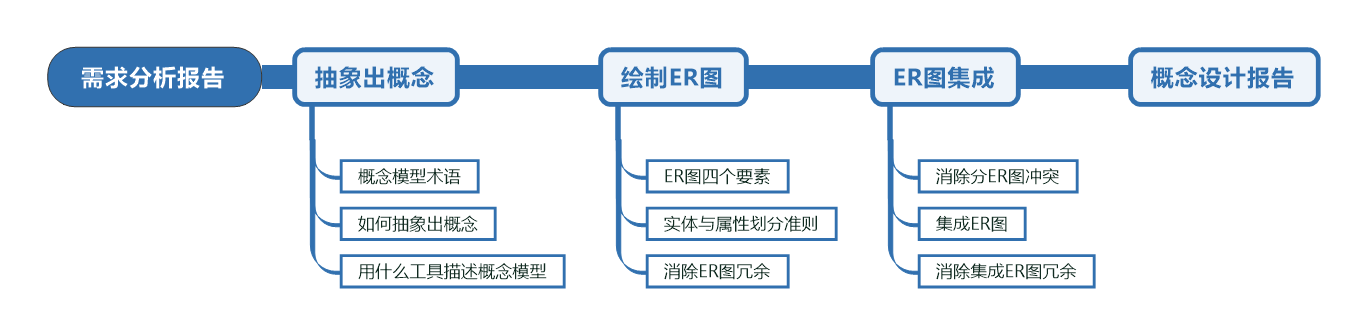 需求分析报告
抽象出概念
绘制ER图
ER图集成
概念设计报告
概念模型术语
如何抽象出概念
用什么工具描述概念模型
ER图四个要素
实体与属性划分准则
消除ER图冗余
消除分ER图冲突
集成ER图
消除集成ER图冗余